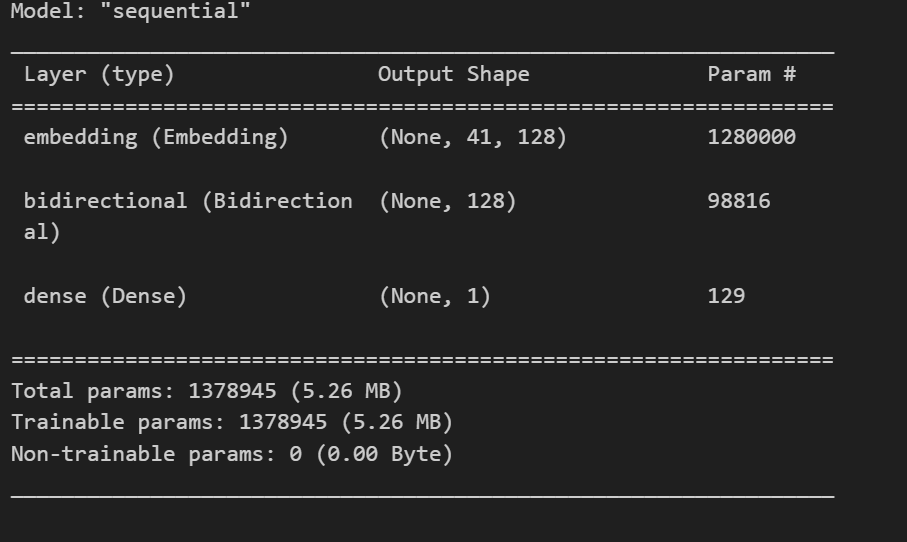 Model: "sequential"
_________________________________________________________________
Layer (type) Output Shape Param #
=================================================================
embedding (Embedding) (None, 41, 128) 1280000
bidirectional (Bidirection (None, 128) 98816
al)
dense (Dense) (None, 1) 129
=================================================================
Total params: 1378945 (5.26 MB)
Trainable params: 1378945 (5.26 MB)
Non-trainable params: 0 (0.00 Byte)
_________________________________________________________________